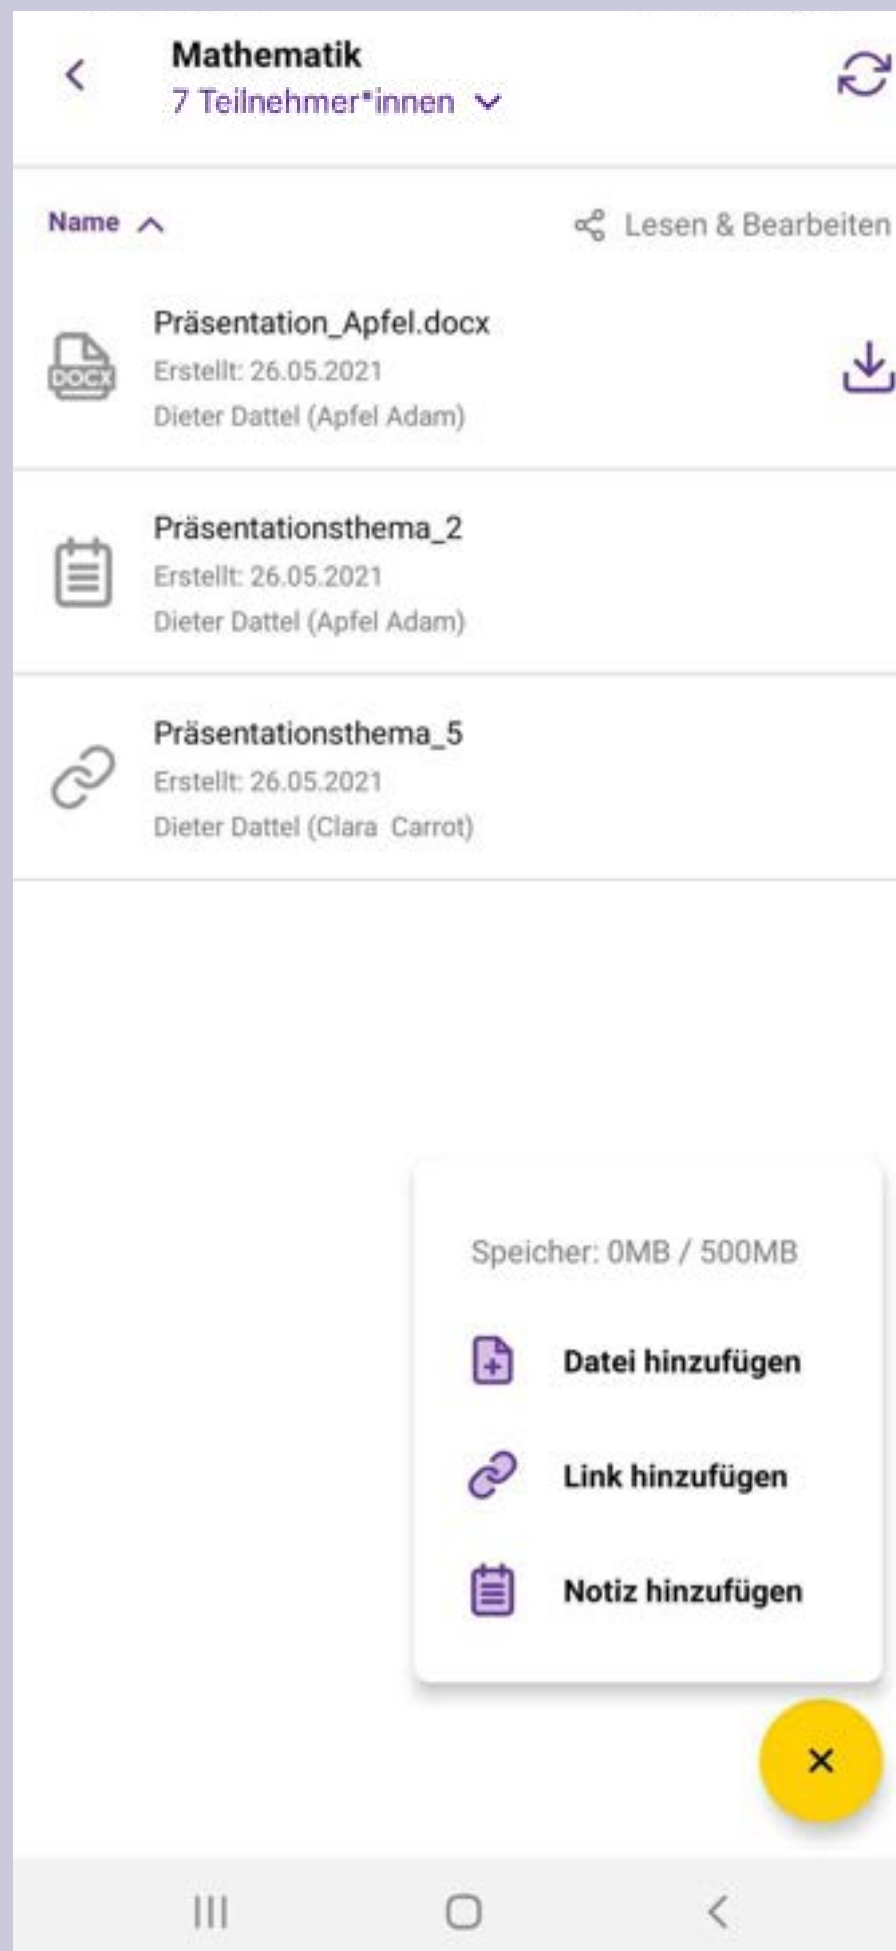 Mathematik
7 Teilnehmer*innen
Name
Lesen & Bearbeiten
DOCX
Präsentation_Apfel.docx
Erstellt: 26.05.2021
Dieter Dattel (Apfel Adam)
Präsentationsthema_2
Erstellt: 26.05.2021
Dieter Dattel (Apfel Adam)
Präsentationsthema_5
Erstellt: 26.05.2021
Dieter Dattel (Clara Carrot)
Speicher: 0MB / 500MB
Datei hinzufügen
Link hinzufügen
Notiz hinzufügen